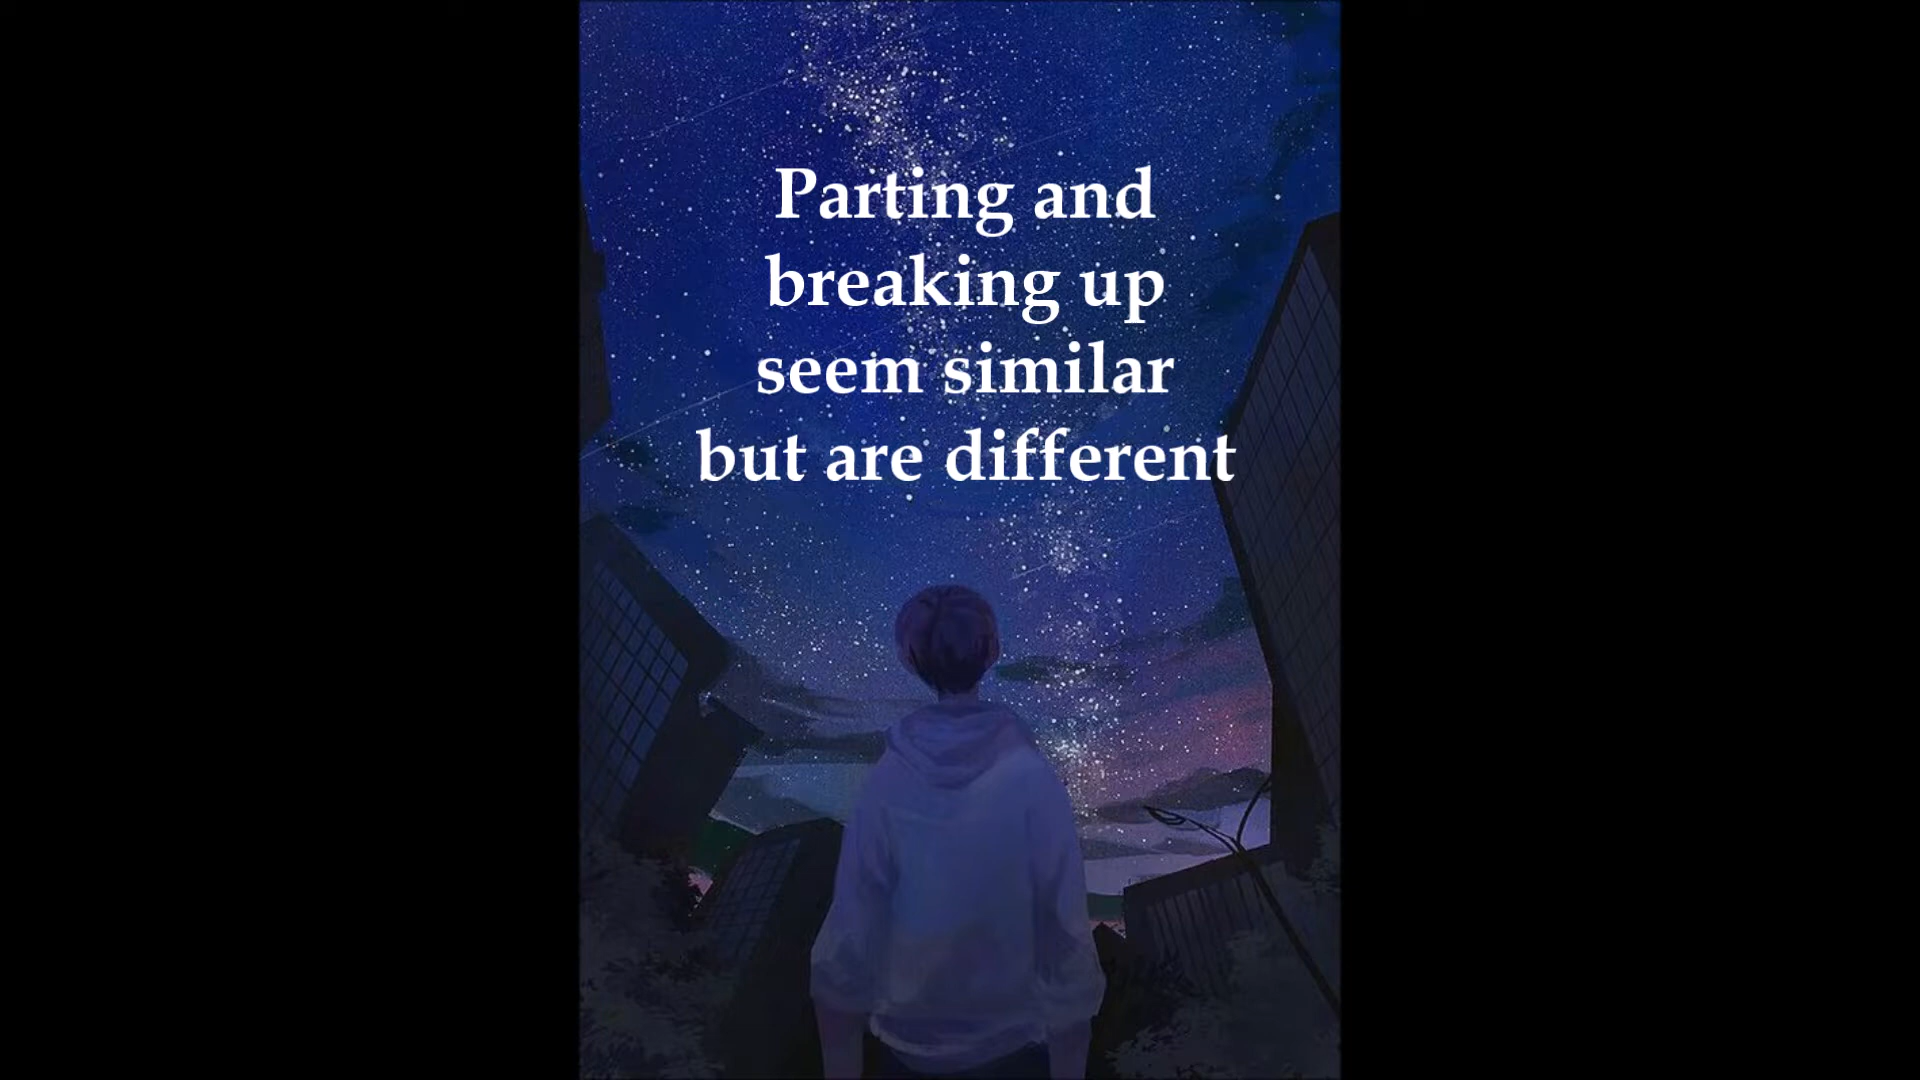 Parting and
breaking up
seem similar
but are different